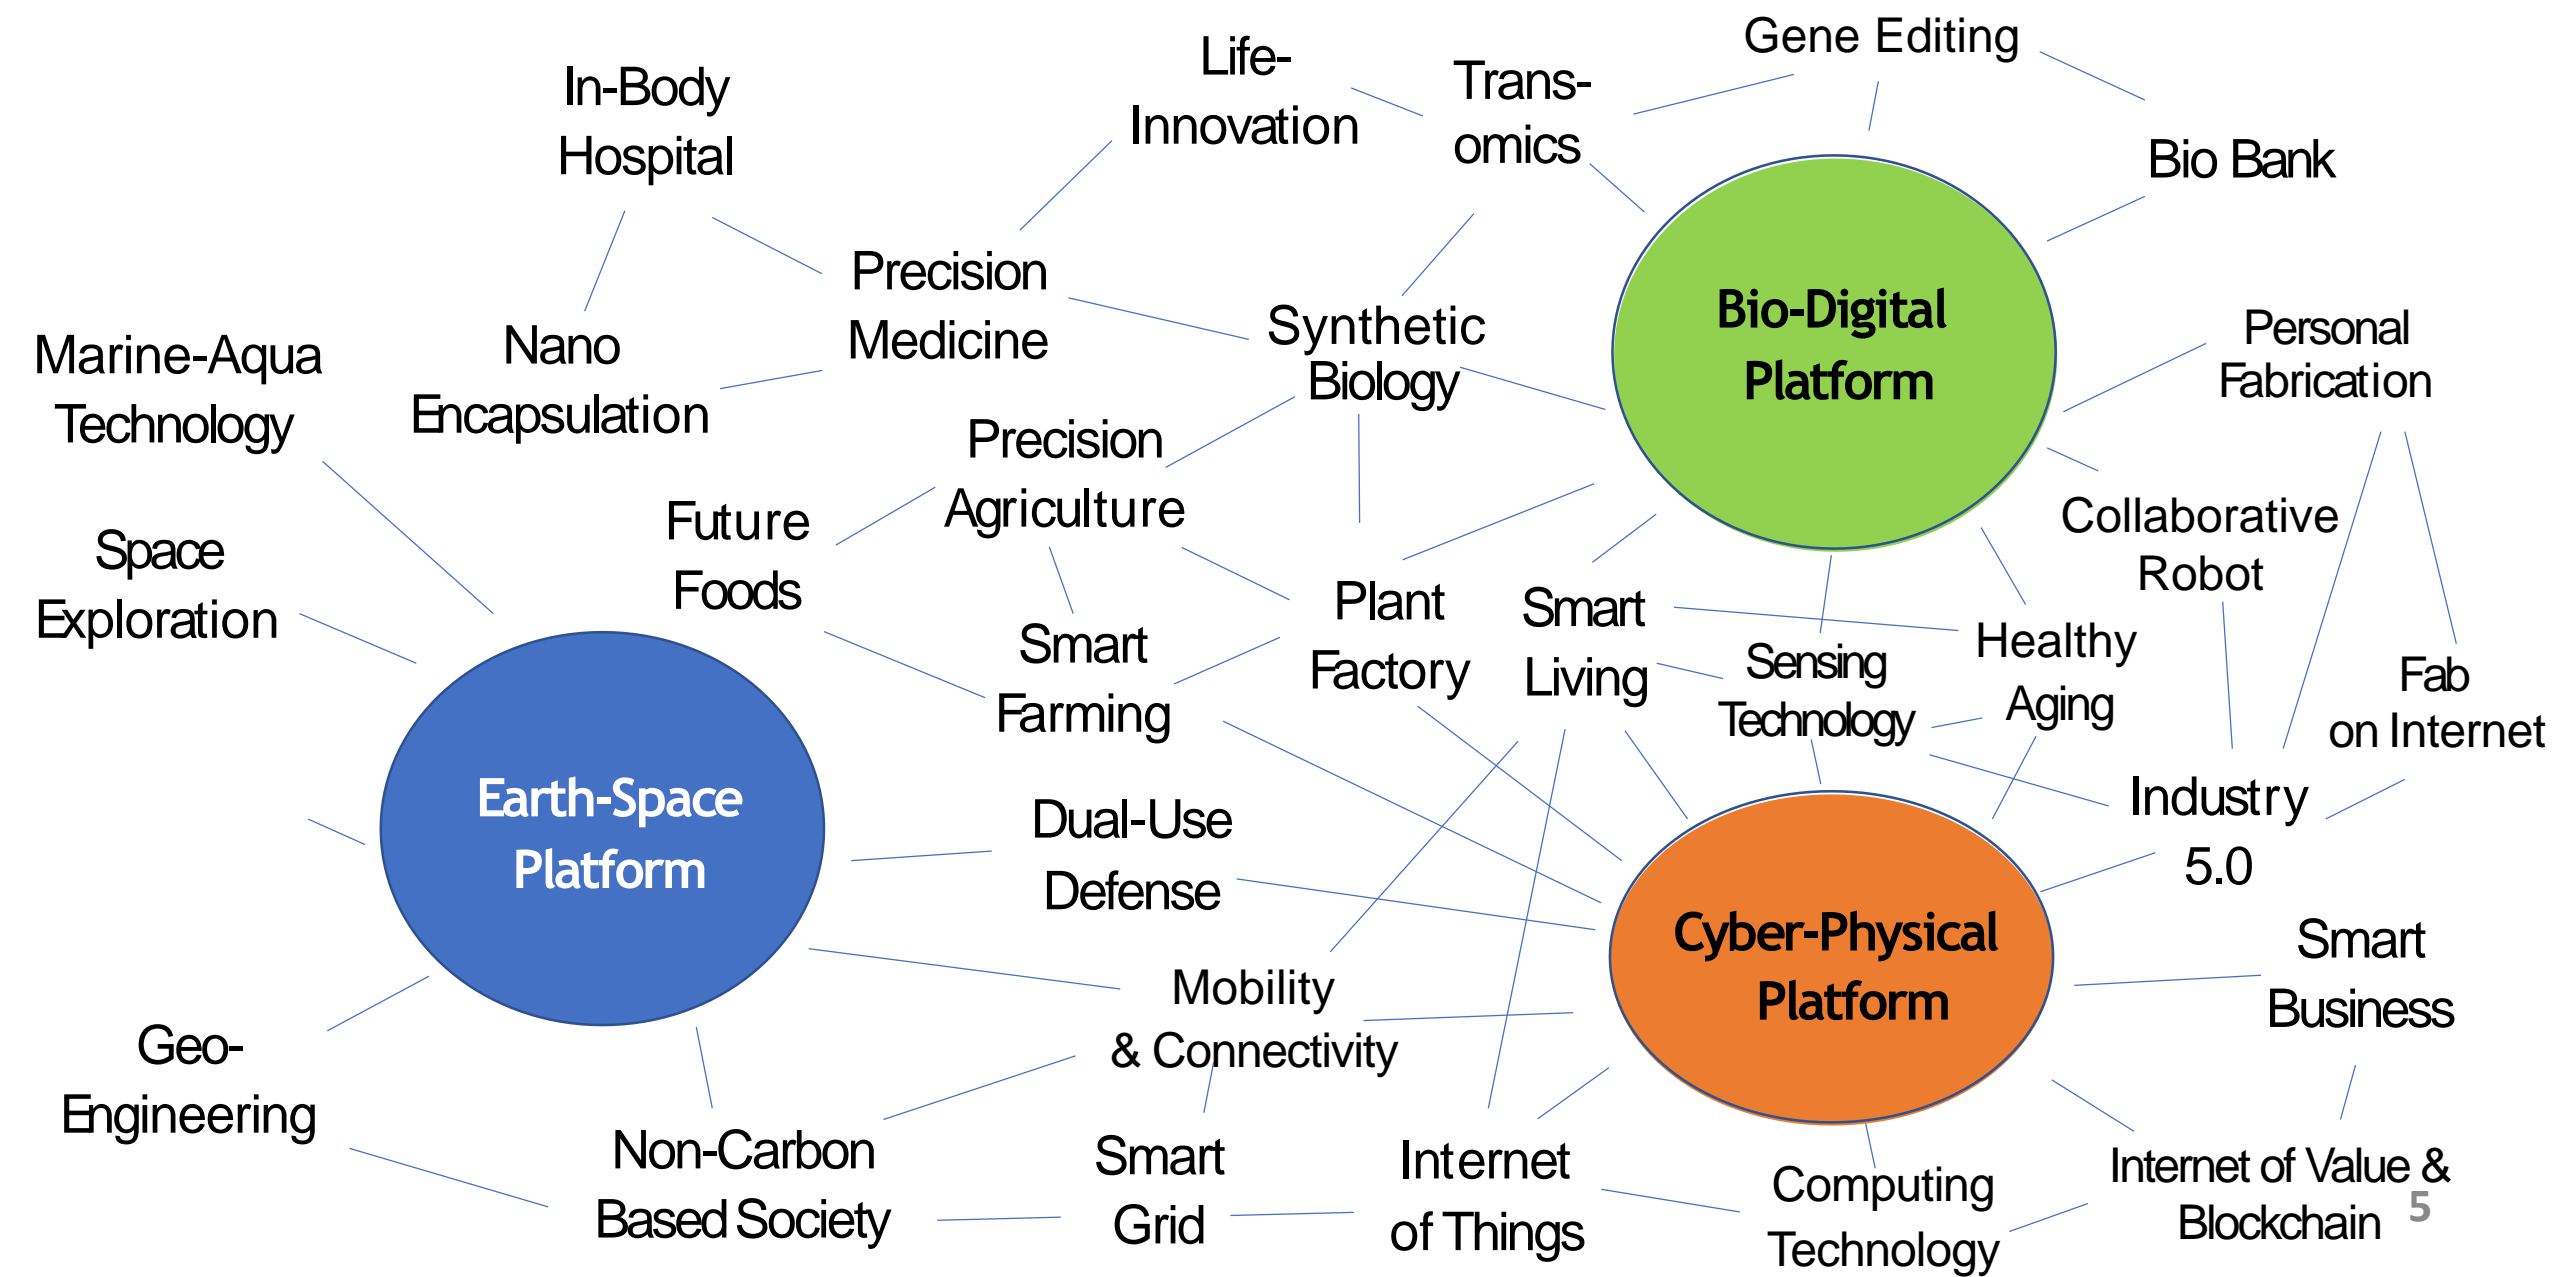 Gene Editing
Life-
Innovation
Trans-
omics
In-Body
Hospital
Bio Bank
Precision
Medicine
Bio-Digital
Platform
Synthetic
Biology
Personal
Fabrication
Marine-Aqua
Technology
Nano
Encapsulation
Precision
Agriculture
Future
Foods
Collaborative
Robot
Space
Exploration
Plant
Factory
Smart
Living
Sensing
Technology
Healthy
Aging
Fab
on Internet
Smart
Farming
Earth-Space
Platform
Dual-Use
Defense
Industry
5.0
Cyber-Physical
Platform
Smart
Business
Mobility
& Connectivity
Geo-
Engineering
Non-Carbon
Based Society
Smart
Grid
Internet
of Things
Computing
Technology
Internet of Value &
Blockchain
5